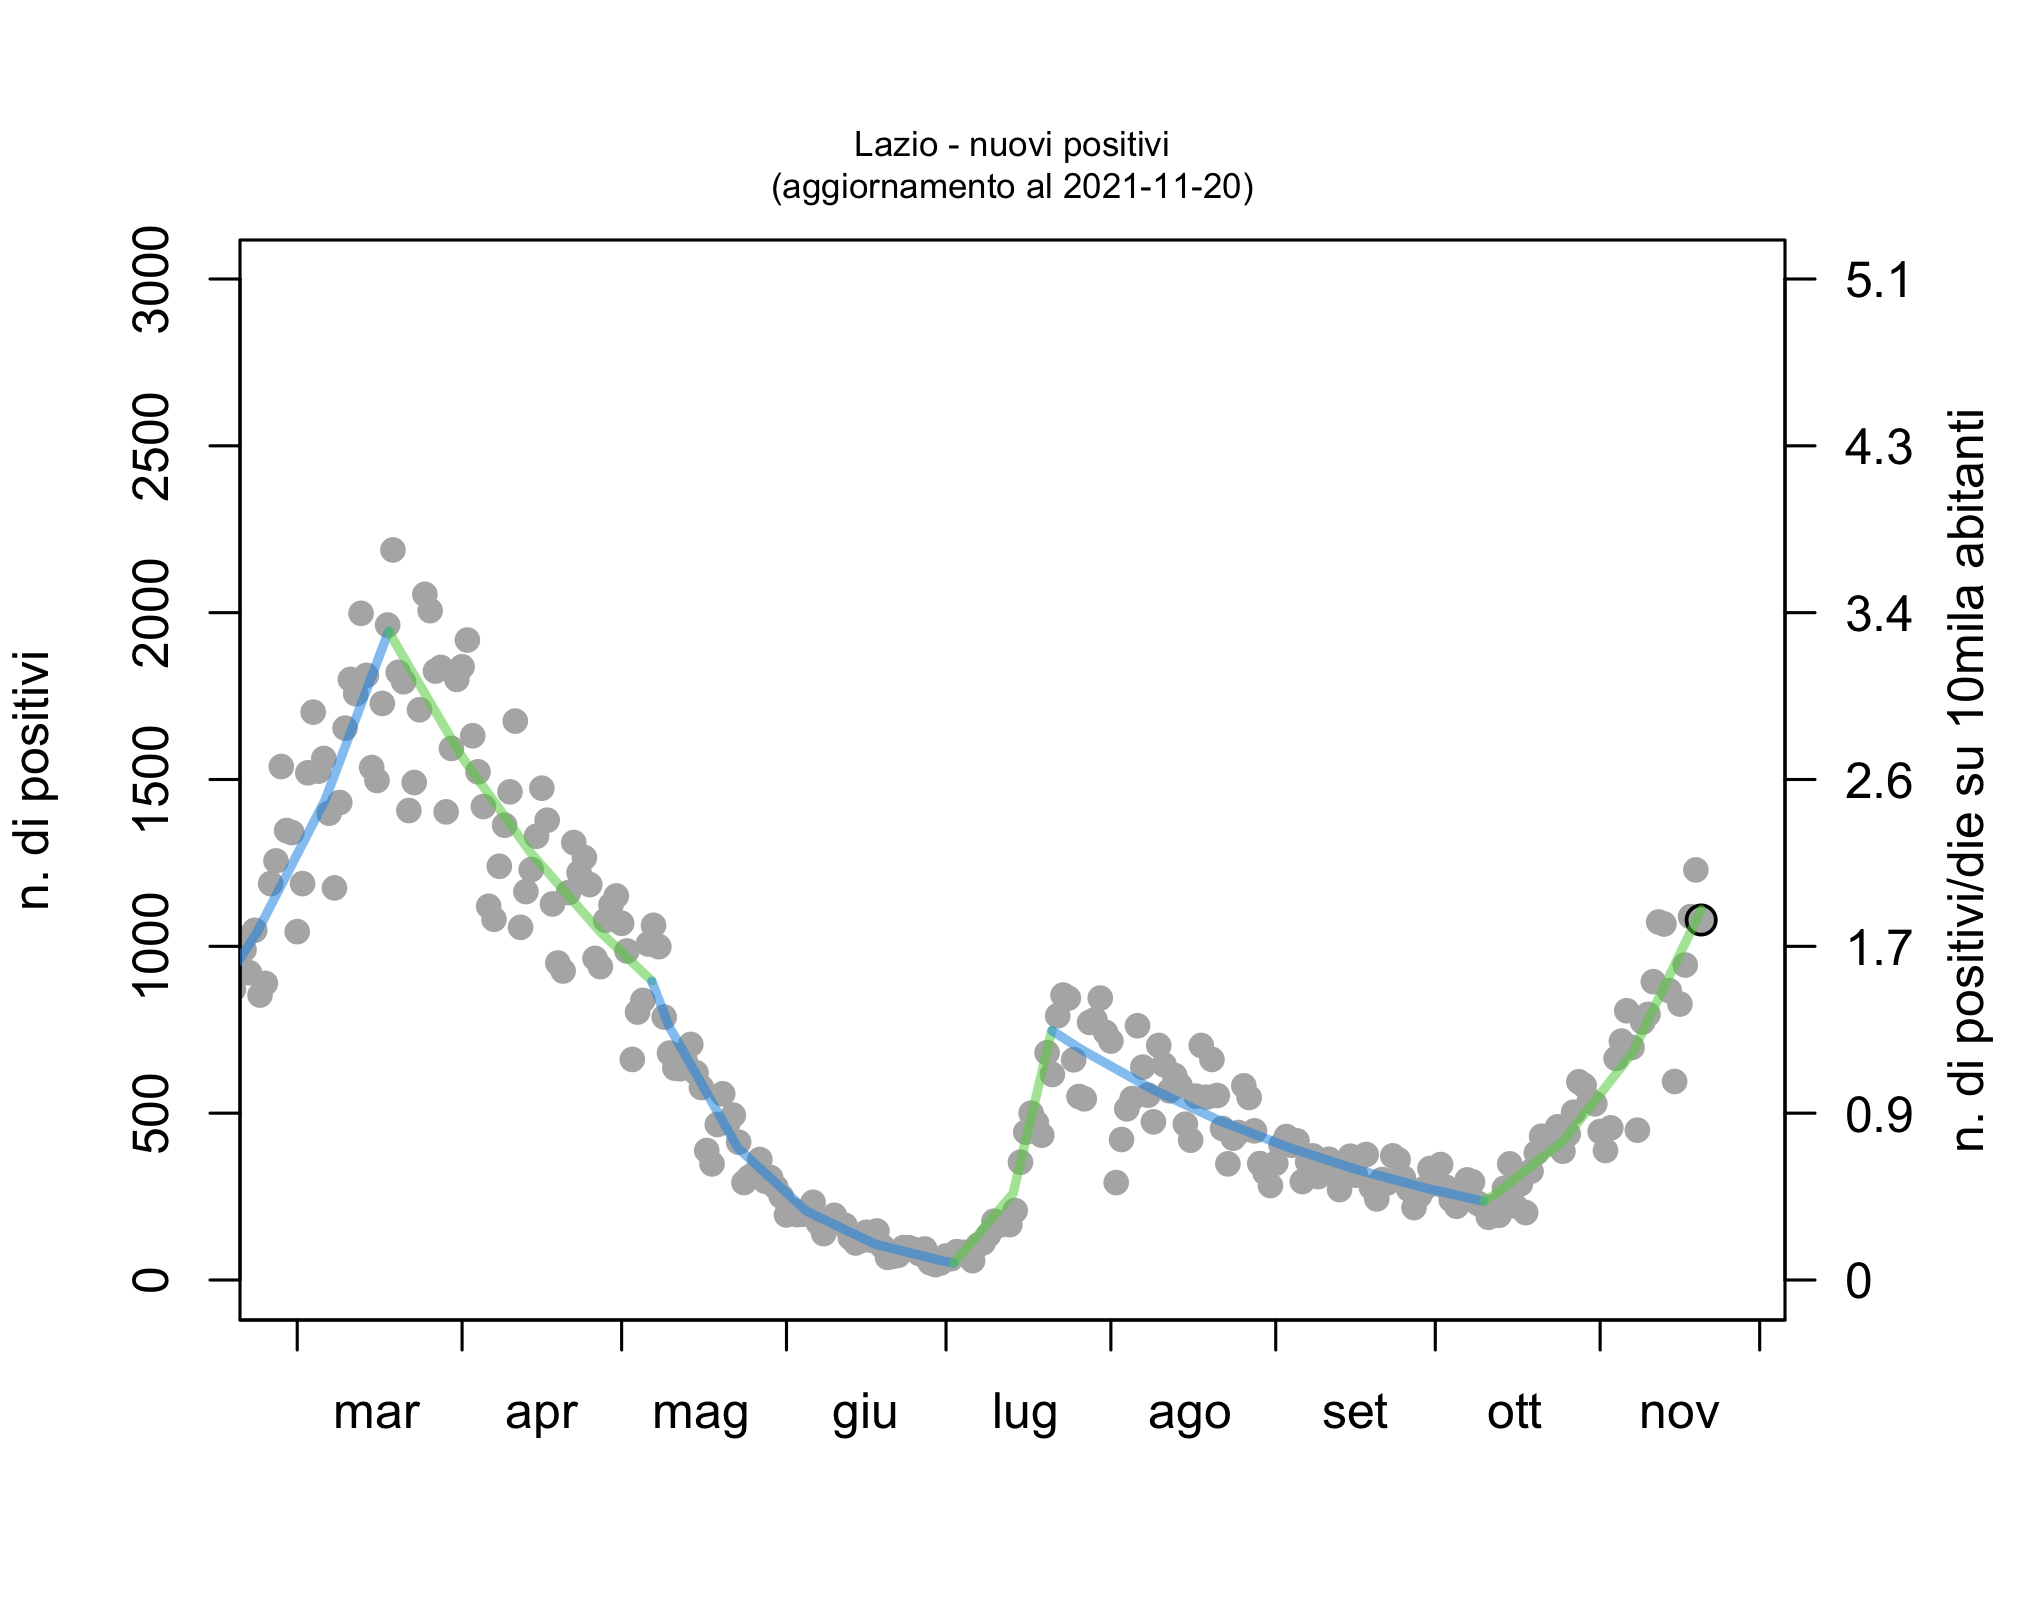 Lazio - nuovi positivi
(aggiornamento al 2021-11-20)
n. di positivi
3000
2500
2000
1500
1000
500
0
5.1
4.3
3.4
2.6
1.7
0.9
0
n. di positivi/die su 10mila abitanti
mar apr mag giu lug ago set ott nov